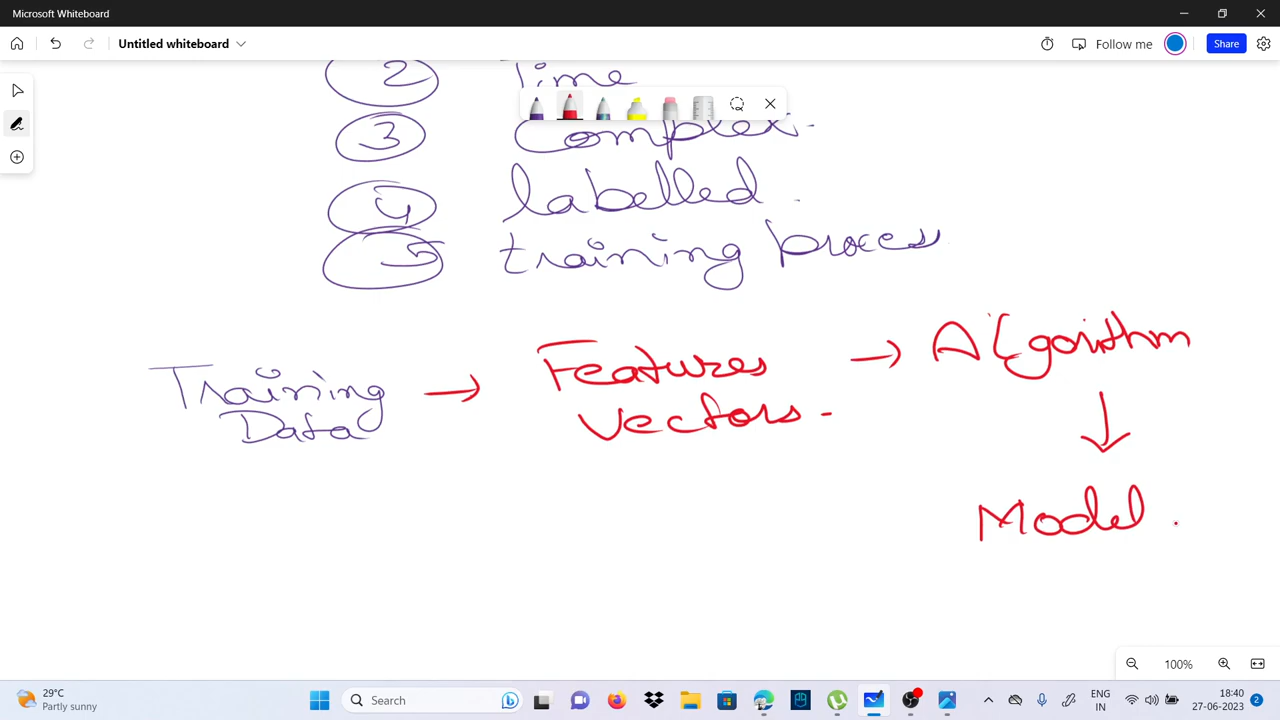 Microsoft Whiteboard
Untitled whiteboard
Follow me
Share
2 Time
3 Complex.
4 labelled.
5 training process
Training Data → Features Vectors. → Algorithm
↓
Model.
100%
29°C
Partly sunny
Search
ENG
IN
18:40
27-06-2023
2